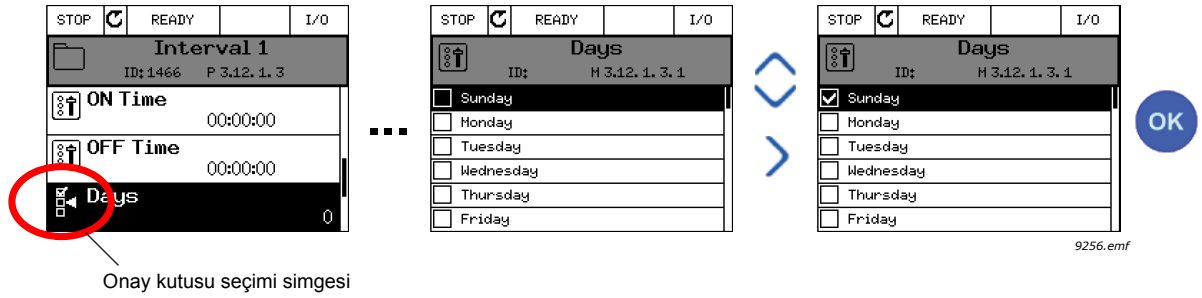 STOP READY I/O
Interval 1
ID:1466 P 3.12.1.3
ON Time
00:00:00
OFF Time
00:00:00
Days
0
Onay kutusu seçimi simgesi
STOP READY I/O
Days
ID: M 3.12.1.3.1
Sunday
Monday
Tuesday
Wednesday
Thursday
Friday
STOP READY I/O
Days
ID: M 3.12.1.3.1
Sunday
Monday
Tuesday
Wednesday
Thursday
Friday
OK
9256.emf